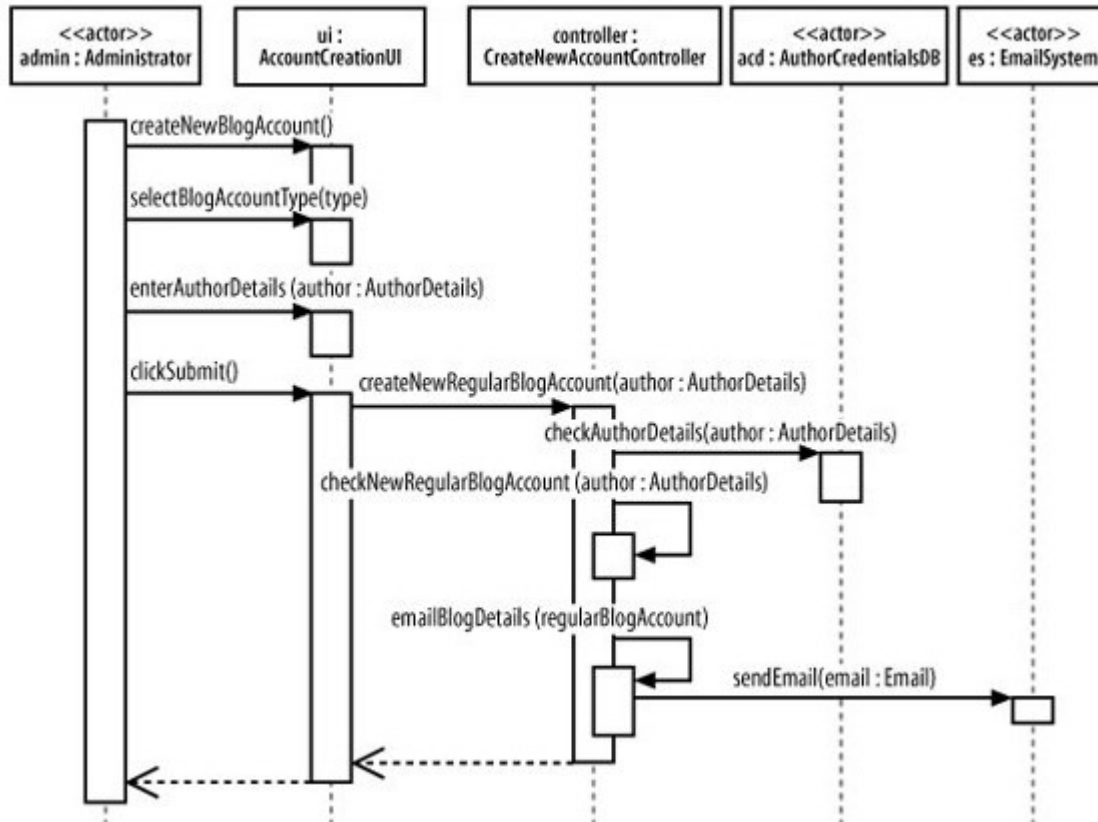 <<actor>>
admin : Administrator
ui :
AccountCreationUI
controller :
CreateNewAccountController
<<actor>>
acd : AuthorCredentialsDB
<<actor>>
es : EmailSystem
createNewBlogAccount()
selectBlogAccountType(type)
enterAuthorDetails (author : AuthorDetails)
clickSubmit()
createNewRegularBlogAccount(author : AuthorDetails)
checkAuthorDetails(author : AuthorDetails)
checkNewRegularBlogAccount (author : AuthorDetails)
emailBlogDetails (regularBlogAccount)
sendEmail(email : Email)